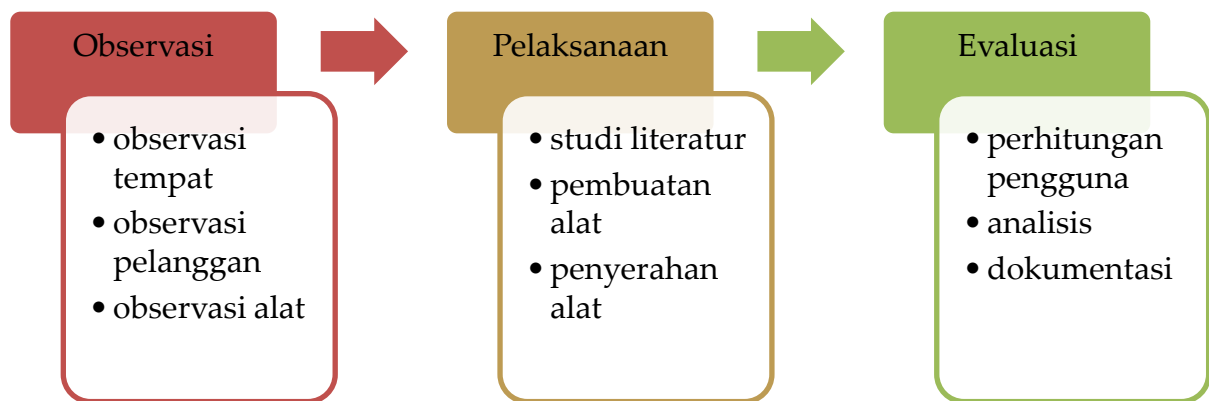 Observasi
• observasi
tempat
• observasi
pelanggan
• observasi alat
Pelaksanaan
• studi literatur
• pembuatan
alat
• penyerahan
alat
Evaluasi
• perhitungan
pengguna
• analisis
• dokumentasi